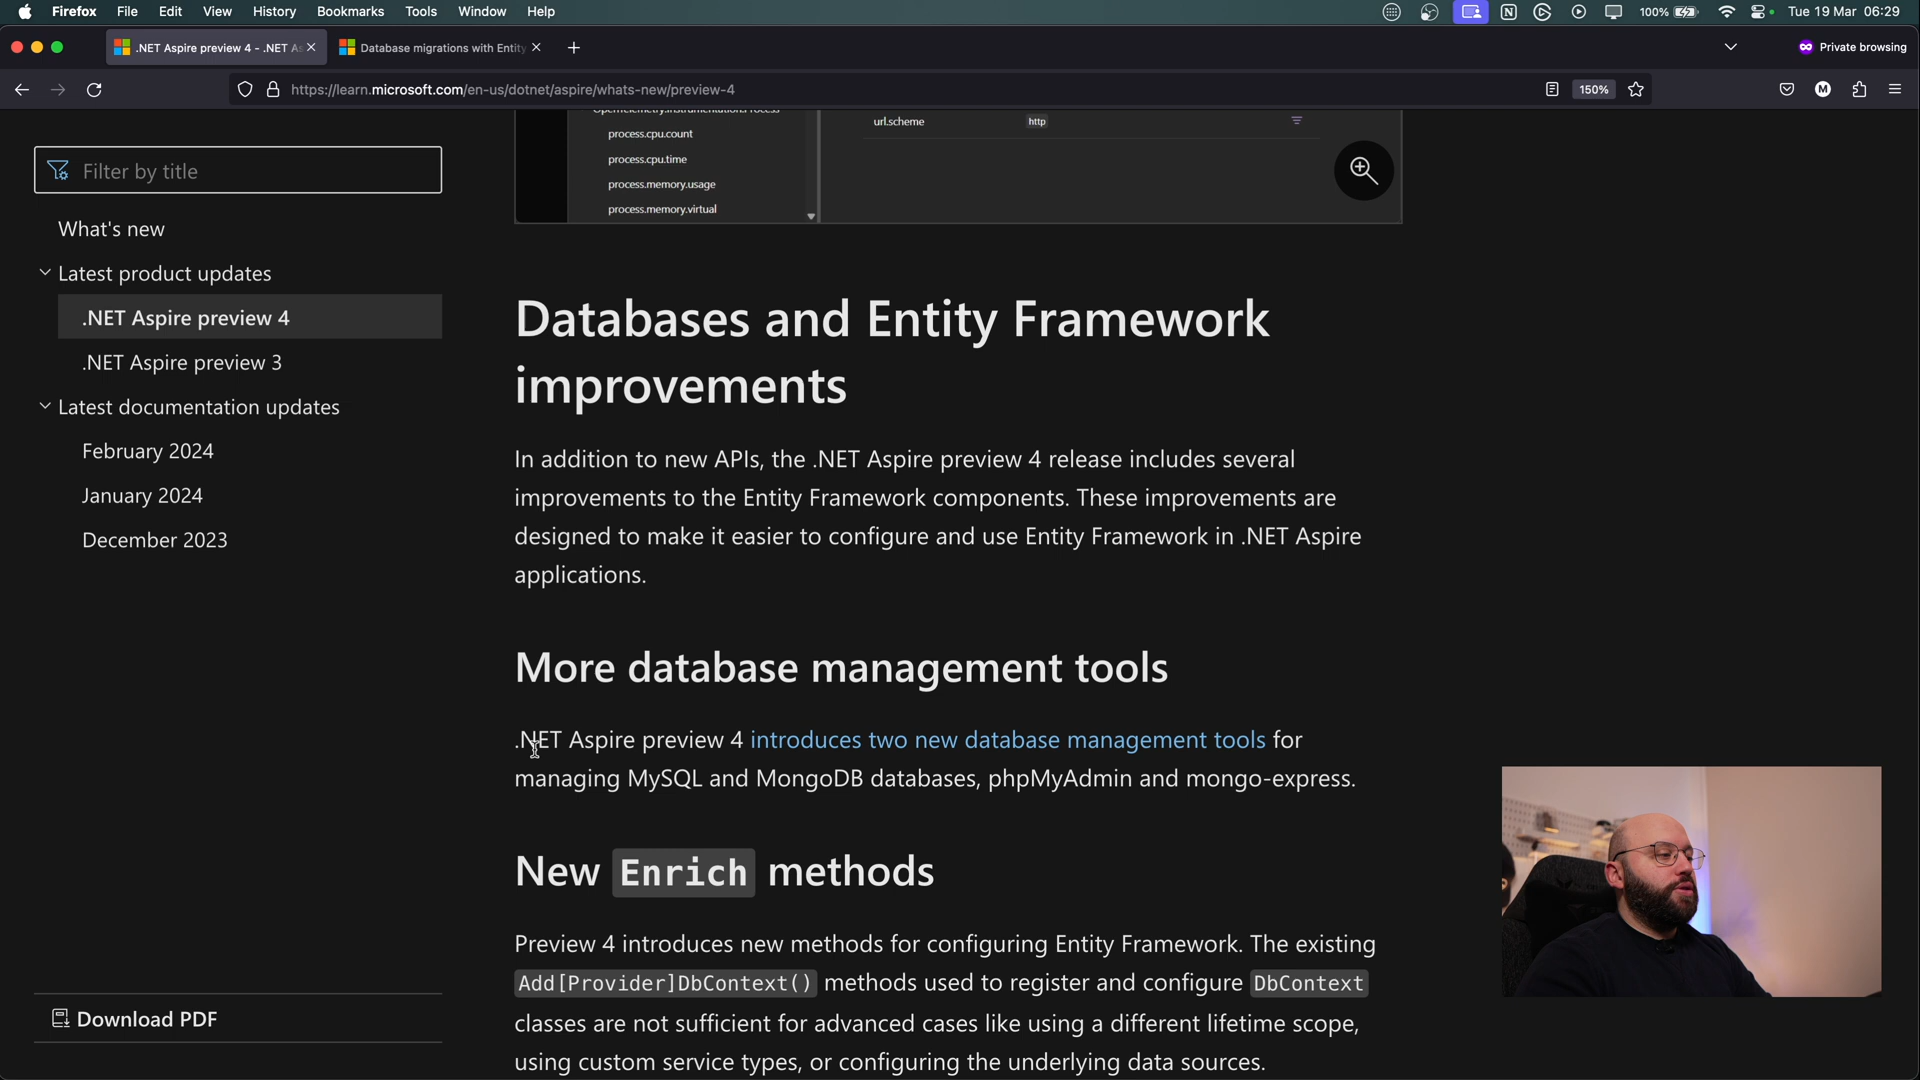 Firefox File Edit View History Bookmarks Tools Window Help 100% Tue 19 Mar 06:29
.NET Aspire preview 4 - .NET As
Database migrations with Entity
Private browsing
https://learn.microsoft.com/en-us/dotnet/aspire/whats-new/preview-4
150%
Filter by title
What's new
Latest product updates
.NET Aspire preview 4
.NET Aspire preview 3
Latest documentation updates
February 2024
January 2024
December 2023
Download PDF
process.cpu.count
process.cpu.time
process.memory.usage
process.memory.virtual
url.scheme http
Databases and Entity Framework
improvements
In addition to new APIs, the .NET Aspire preview 4 release includes several
improvements to the Entity Framework components. These improvements are
designed to make it easier to configure and use Entity Framework in .NET Aspire
applications.
More database management tools
.NET Aspire preview 4 introduces two new database management tools for
managing MySQL and MongoDB databases, phpMyAdmin and mongo-express.
New Enrich methods
Preview 4 introduces new methods for configuring Entity Framework. The existing
Add[Provider]DbContext() methods used to register and configure DbContext
classes are not sufficient for advanced cases like using a different lifetime scope,
using custom service types, or configuring the underlying data sources.